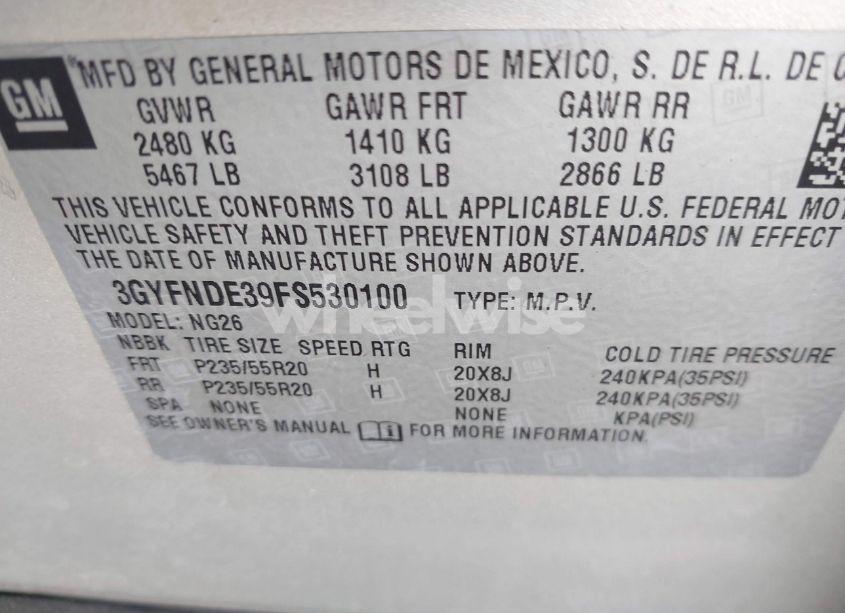 GM
MFD BY GENERAL MOTORS DE MEXICO, S. DE R.L. DE C
GVWR GAWR FRT GAWR RR
2480 KG 1410 KG 1300 KG
5467 LB 3108 LB 2866 LB
THIS VEHICLE CONFORMS TO ALL APPLICABLE U.S. FEDERAL MOT
VEHICLE SAFETY AND THEFT PREVENTION STANDARDS IN EFFECT
THE DATE OF MANUFACTURE SHOWN ABOVE.
3GYFNDE39FS530100 TYPE: M.P.V.
wheelwise
MODEL: NG26
NBBK TIRE SIZE SPEED RTG RIM COLD TIRE PRESSURE
FRT P235/55R20 H 20X8J 240KPA(35PSI)
RR P235/55R20 H 20X8J 240KPA(35PSI)
SPA NONE NONE KPA(PSI)
SEE OWNER'S MANUAL FOR MORE INFORMATION.